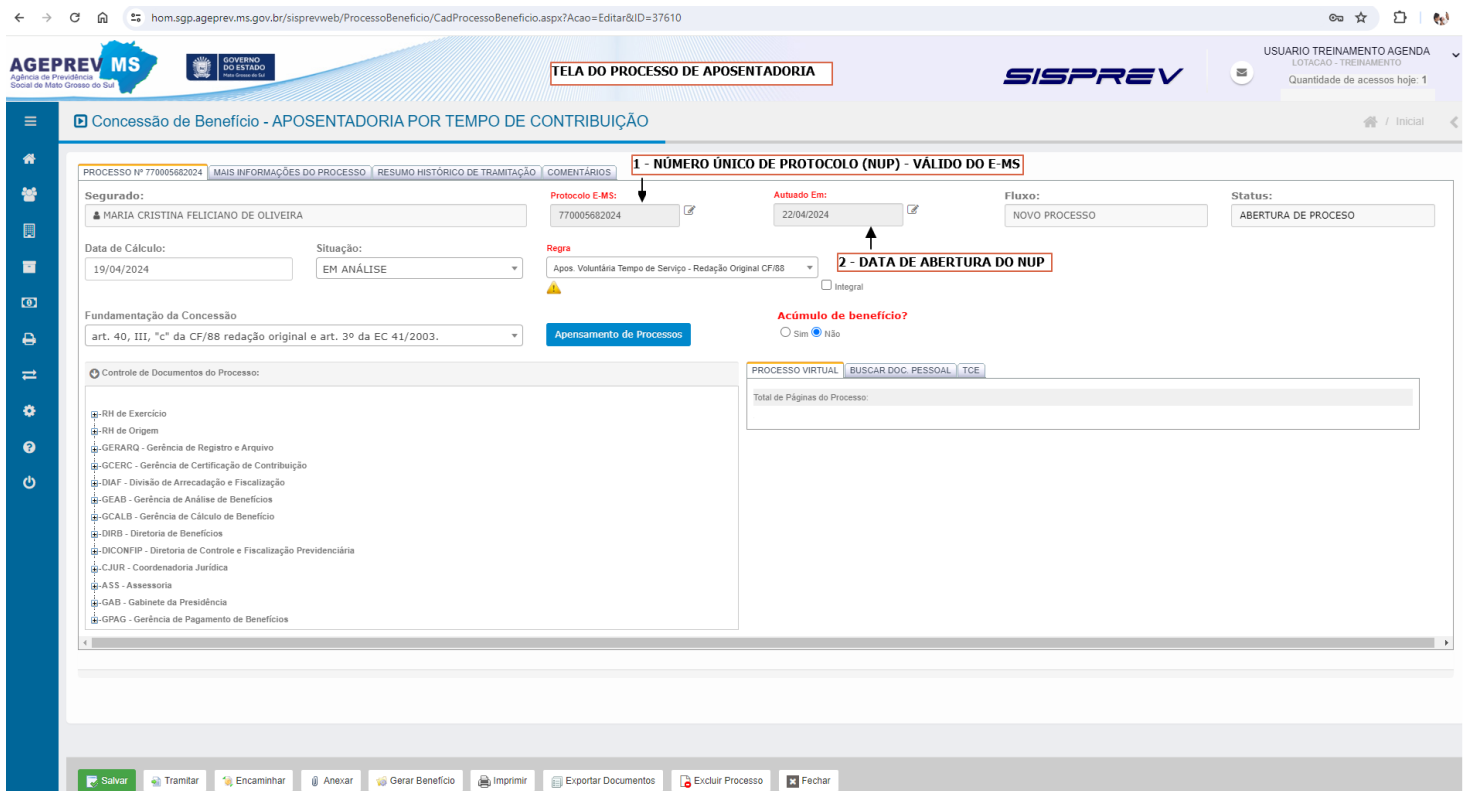 hom.sgp.ageprev.ms.gov.br/sisprevweb/ProcessoBeneficio/CadProcessoBeneficio.aspx?Acao=Editar&ID=37610
AGEPREV MS
Agência de Previdência
Social de Mato Grosso do Sul
GOVERNO
DO ESTADO
Mato Grosso do Sul
TELA DO PROCESSO DE APOSENTADORIA
SISPREV
USUARIO TREINAMENTO AGENDA
LOTACAO - TREINAMENTO
Quantidade de acessos hoje: 1
Concessão de Benefício - APOSENTADORIA POR TEMPO DE CONTRIBUIÇÃO
/ Inicial
1 - NÚMERO ÚNICO DE PROTOCOLO (NUP) - VÁLIDO DO E-MS
PROCESSO Nº 770005682024 MAIS INFORMAÇÕES DO PROCESSO RESUMO HISTÓRICO DE TRAMITAÇÃO COMENTÁRIOS
Segurado: Protocolo E-MS: Autuado Em: Fluxo: Status:
MARIA CRISTINA FELICIANO DE OLIVEIRA 770005682024 22/04/2024 NOVO PROCESSO ABERTURA DE PROCESO
Data de Cálculo: Situação: Regra
2 - DATA DE ABERTURA DO NUP
19/04/2024 EM ANÁLISE Apos. Voluntária Tempo de Serviço - Redação Original CF/88
Integral
Fundamentação da Concessão Acúmulo de benefício?
art. 40, III, "c" da CF/88 redação original e art. 3º da EC 41/2003. Apensamento de Processos Sim Não
Controle de Documentos do Processo:
PROCESSO VIRTUAL BUSCAR DOC. PESSOAL TCE
Total de Páginas do Processo:
RH de Exercício
RH de Origem
GERARQ - Gerência de Registro e Arquivo
GCERC - Gerência de Certificação de Contribuição
DIAF - Divisão de Arrecadação e Fiscalização
GEAB - Gerência de Análise de Benefícios
GCALB - Gerência de Cálculo de Benefício
DIRB - Diretoria de Benefícios
DICONFIP - Diretoria de Controle e Fiscalização Previdenciária
CJUR - Coordenadoria Jurídica
ASS - Assessoria
GAB - Gabinete da Presidência
GPAG - Gerência de Pagamento de Benefícios
Salvar Tramitar Encaminhar Anexar Gerar Benefício Imprimir Exportar Documentos Excluir Processo Fechar